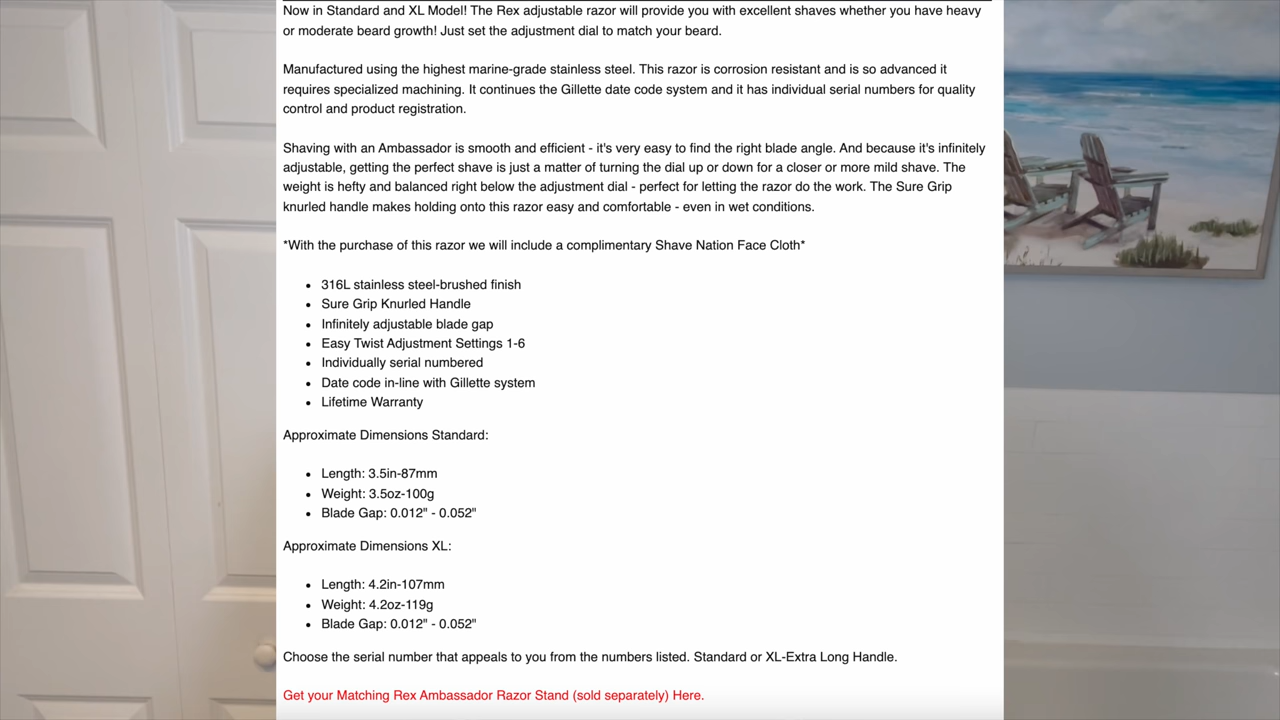 Now in Standard and XL Model! The Rex adjustable razor will provide you with excellent shaves whether you have heavy
or moderate beard growth! Just set the adjustment dial to match your beard.
Manufactured using the highest marine-grade stainless steel. This razor is corrosion resistant and is so advanced it
requires specialized machining. It continues the Gillette date code system and it has individual serial numbers for quality
control and product registration.
Shaving with an Ambassador is smooth and efficient - it's very easy to find the right blade angle. And because it's infinitely
adjustable, getting the perfect shave is just a matter of turning the dial up or down for a closer or more mild shave. The
weight is hefty and balanced right below the adjustment dial - perfect for letting the razor do the work. The Sure Grip
knurled handle makes holding onto this razor easy and comfortable - even in wet conditions.
*With the purchase of this razor we will include a complimentary Shave Nation Face Cloth*
• 316L stainless steel-brushed finish
• Sure Grip Knurled Handle
• Infinitely adjustable blade gap
• Easy Twist Adjustment Settings 1-6
• Individually serial numbered
• Date code in-line with Gillette system
• Lifetime Warranty
Approximate Dimensions Standard:
• Length: 3.5in-87mm
• Weight: 3.5oz-100g
• Blade Gap: 0.012" - 0.052"
Approximate Dimensions XL:
• Length: 4.2in-107mm
• Weight: 4.2oz-119g
• Blade Gap: 0.012" - 0.052"
Choose the serial number that appeals to you from the numbers listed. Standard or XL-Extra Long Handle.
Get your Matching Rex Ambassador Razor Stand (sold separately) Here.